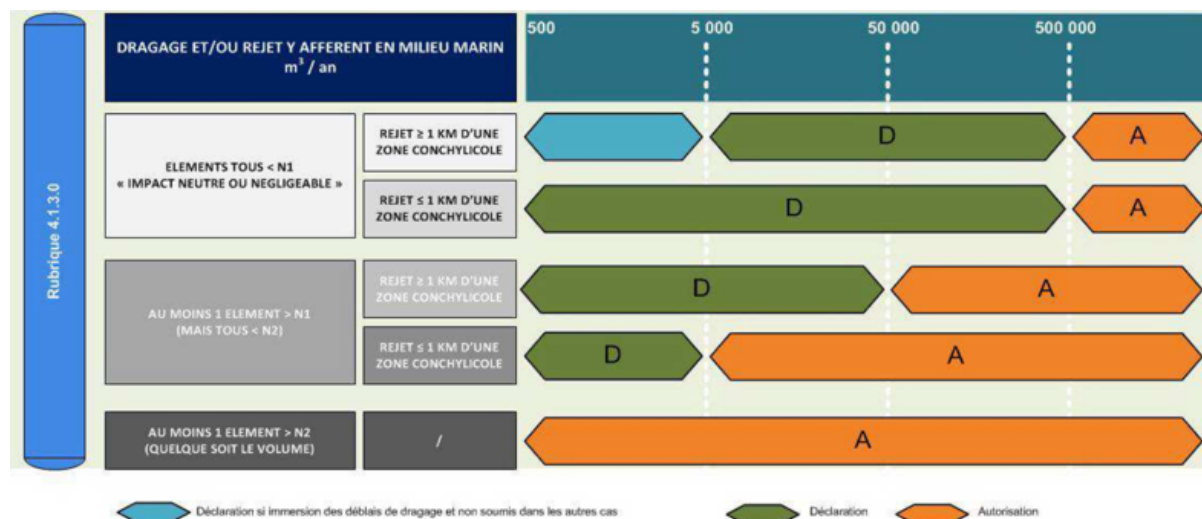 500 5 000 50 000 500 000
DRAGAGE ET/OU REJET Y AFFERENT EN MILIEU MARIN
m³ / an
Rubrique 4.1.3.0
ELEMENTS TOUS < N1
« IMPACT NEUTRE OU NEGLIGEABLE »
REJET ≥ 1 KM D'UNE
ZONE CONCHYLICOLE
D
A
REJET ≤ 1 KM D'UNE
ZONE CONCHYLICOLE
D
A
AU MOINS 1 ELEMENT > N1
(MAIS TOUS < N2)
REJET ≥ 1 KM D'UNE
ZONE CONCHYLICOLE
D
A
REJET ≤ 1 KM D'UNE
ZONE CONCHYLICOLE
D
A
AU MOINS 1 ELEMENT > N2
(QUELQUE SOIT LE VOLUME)
/
A
Déclaration si immersion des déblais de dragage et non soumis dans les autres cas
Déclaration
Autorisation